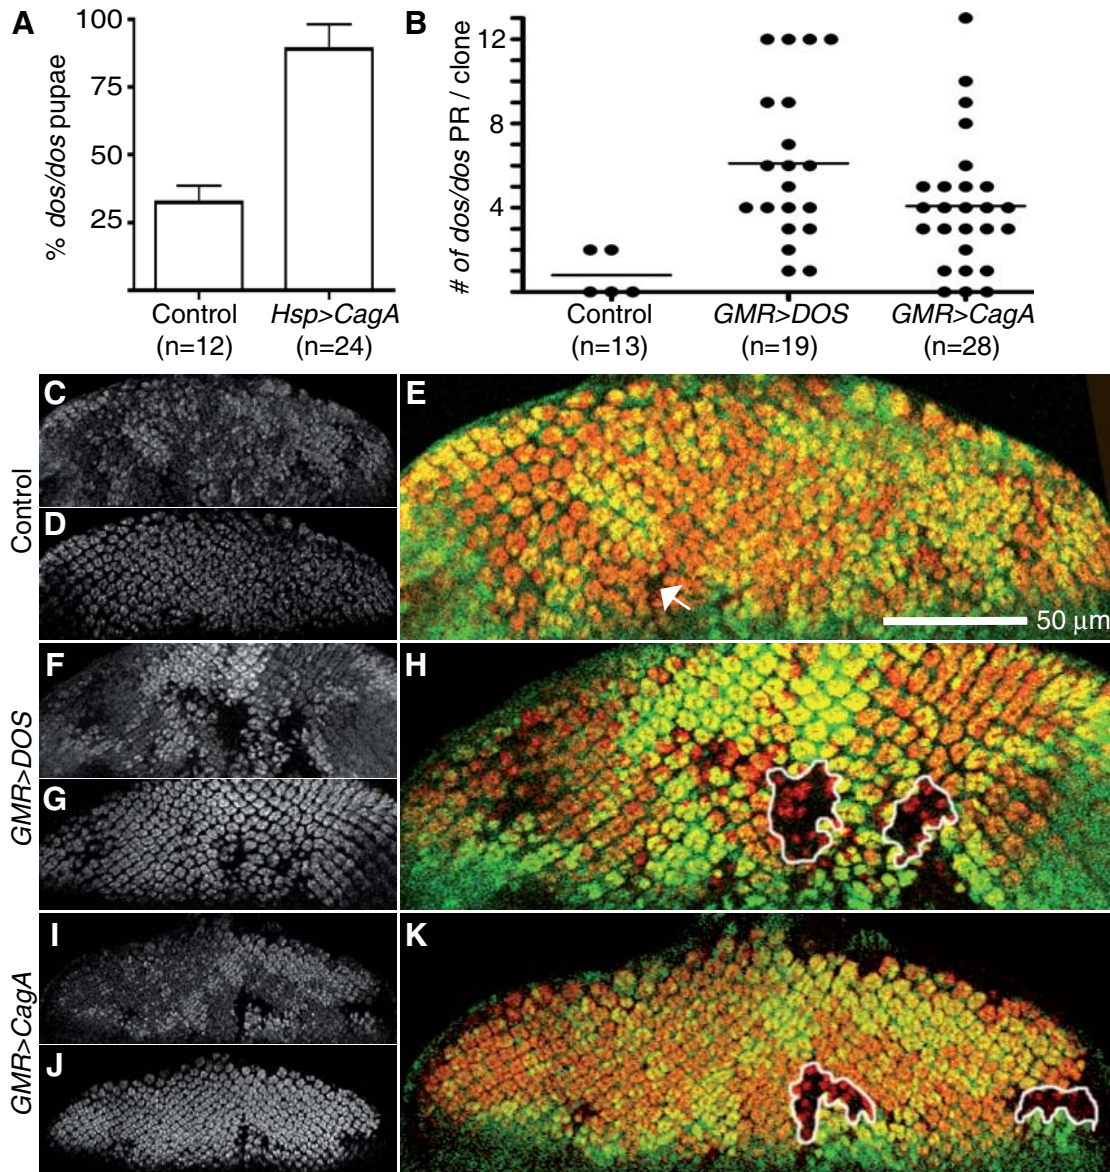 A
100
75
50
25
% dos/dos pupae
Control
(n=12)
Hsp>CagA
(n=24)
B
12
8
4
# of dos/dos PR / clone
Control
(n=13)
GMR>DOS
(n=19)
GMR>CagA
(n=28)
Control
C
D
E
50 μm
GMR>DOS
F
G
H
GMR>CagA
I
J
K